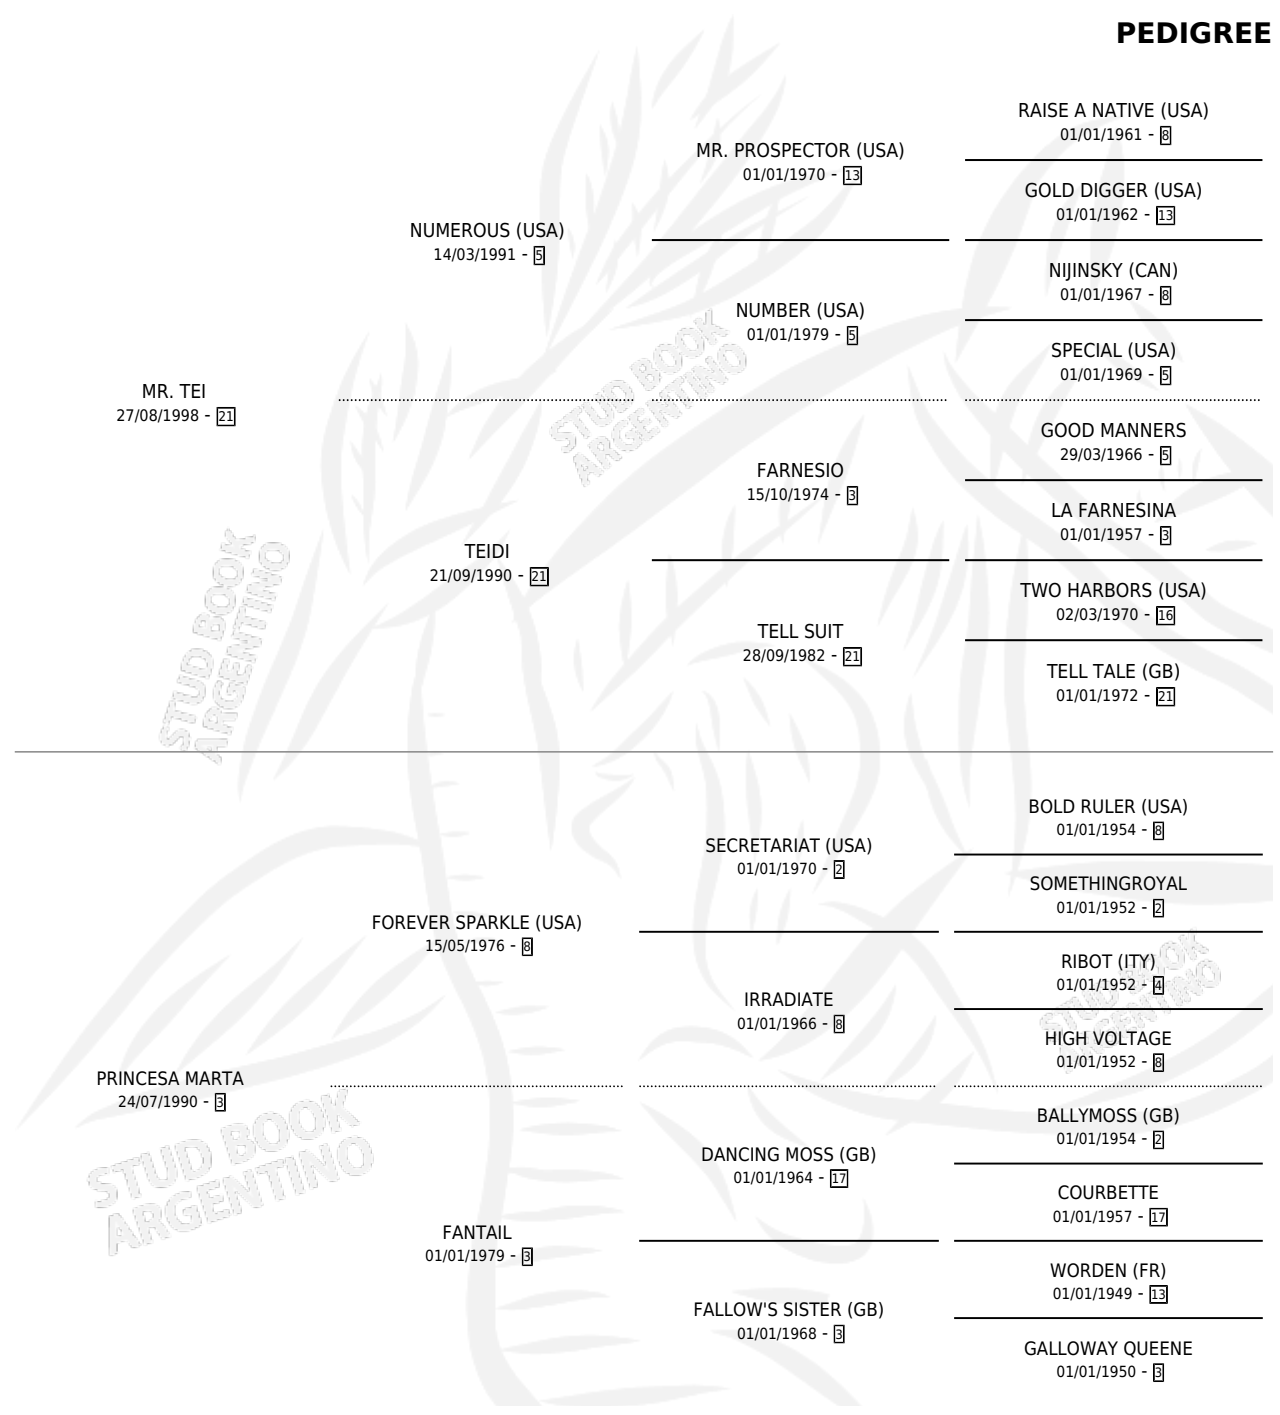 PEDIGREE
RAISE A NATIVE (USA)
01/01/1961 - 8
MR. PROSPECTOR (USA)
01/01/1970 - 13
GOLD DIGGER (USA)
01/01/1962 - 13
NUMEROUS (USA)
14/03/1991 - 5
NIJINSKY (CAN)
01/01/1967 - 8
NUMBER (USA)
01/01/1979 - 5
SPECIAL (USA)
01/01/1969 - 5
MR. TEI
27/08/1998 - 21
GOOD MANNERS
29/03/1966 - 5
FARNESIO
15/10/1974 - 3
LA FARNESINA
01/01/1957 - 3
TEIDI
21/09/1990 - 21
TWO HARBORS (USA)
02/03/1970 - 16
TELL SUIT
28/09/1982 - 21
TELL TALE (GB)
01/01/1972 - 21
BOLD RULER (USA)
01/01/1954 - 8
SECRETARIAT (USA)
01/01/1970 - 2
SOMETHINGROYAL
01/01/1952 - 2
FOREVER SPARKLE (USA)
15/05/1976 - 8
RIBOT (ITY)
01/01/1952 - 4
IRRADIATE
01/01/1966 - 8
HIGH VOLTAGE
01/01/1952 - 8
PRINCESA MARTA
24/07/1990 - 3
BALLYMOSS (GB)
01/01/1954 - 2
DANCING MOSS (GB)
01/01/1964 - 17
COURBETTE
01/01/1957 - 17
FANTAIL
01/01/1979 - 3
WORDEN (FR)
01/01/1949 - 13
FALLOW'S SISTER (GB)
01/01/1968 - 3
GALLOWAY QUEENE
01/01/1950 - 3
STUD BOOK
ARGENTINO
STUD BOOK
ARGENTINO
STUD BOOK
ARGENTINO
STUD BOOK
ARGENTINO